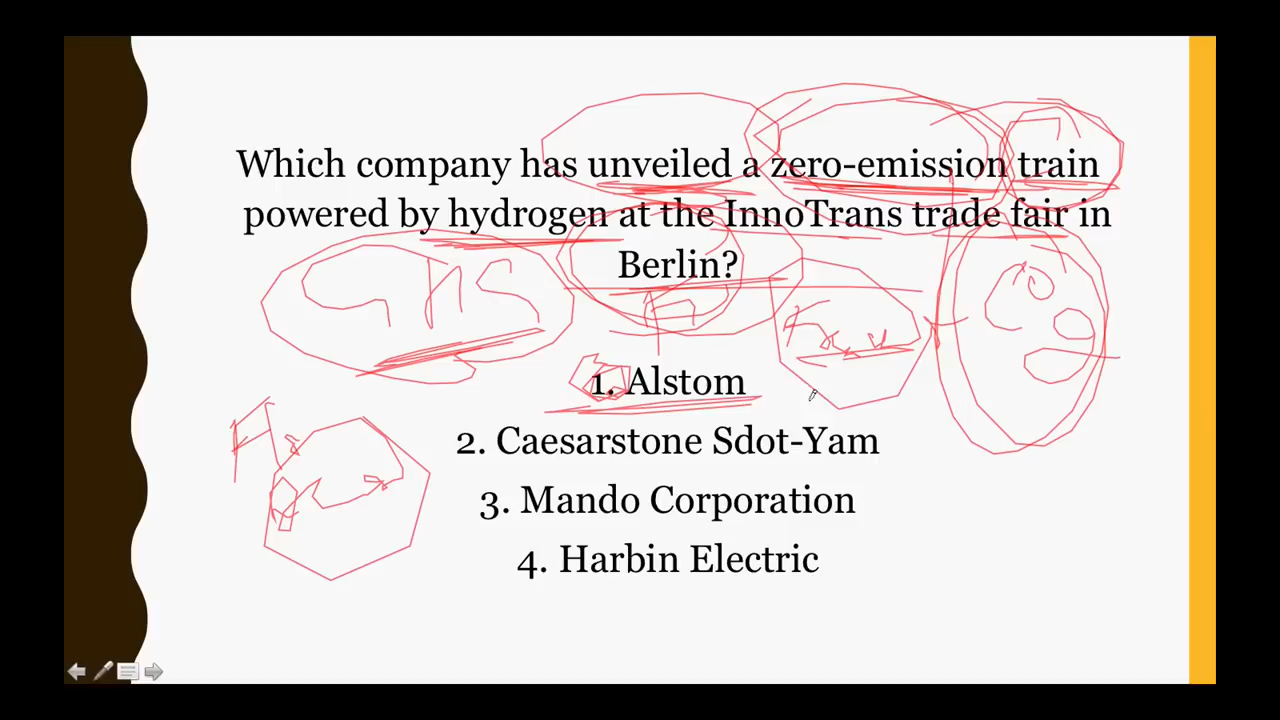 Which company has unveiled a zero-emission train
powered by hydrogen at the InnoTrans trade fair in
Berlin?
1. Alstom
2. Caesarstone Sdot-Yam
3. Mando Corporation
4. Harbin Electric